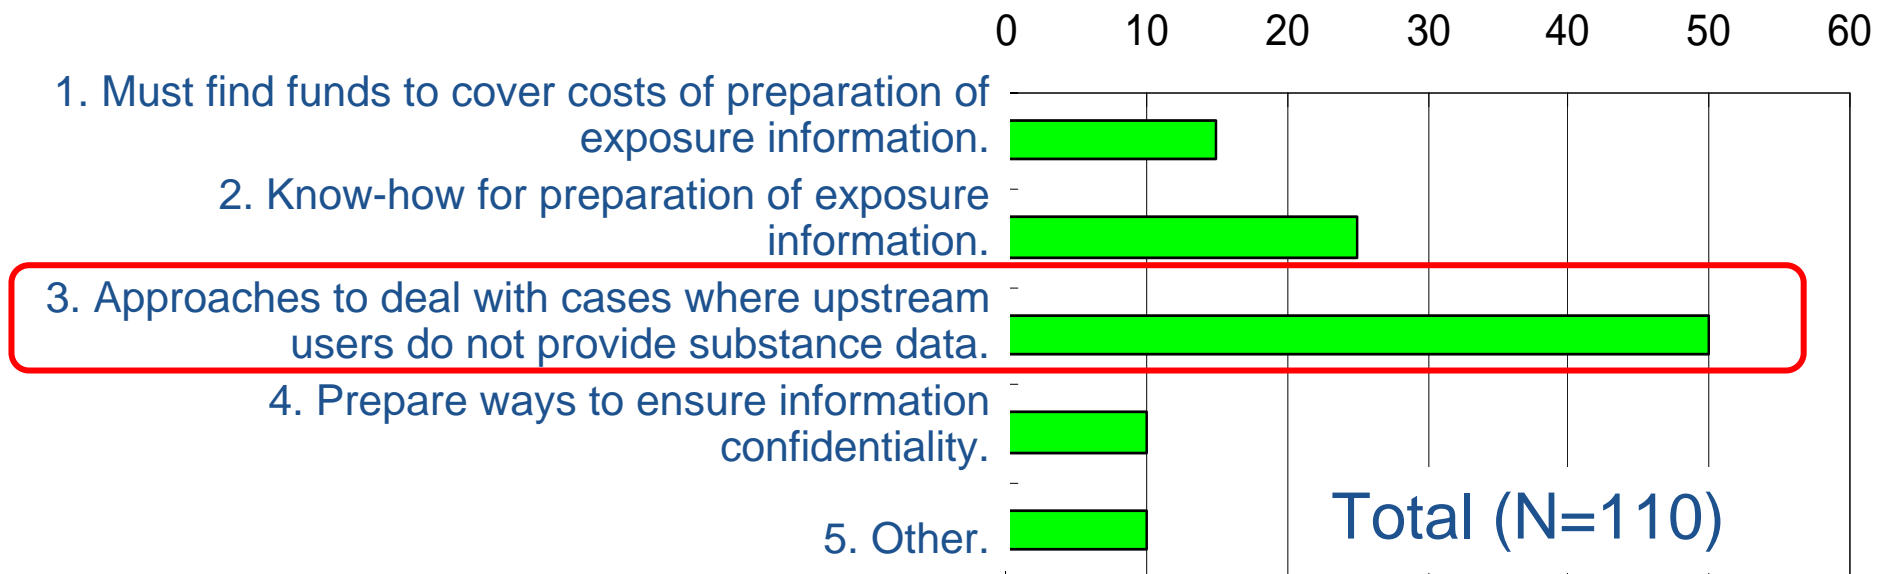 0 10 20 30 40 50 60
1. Must find funds to cover costs of preparation of
exposure information.
2. Know-how for preparation of exposure
information.
3. Approaches to deal with cases where upstream
users do not provide substance data.
4. Prepare ways to ensure information
confidentiality.
5. Other.
Total (N=110)